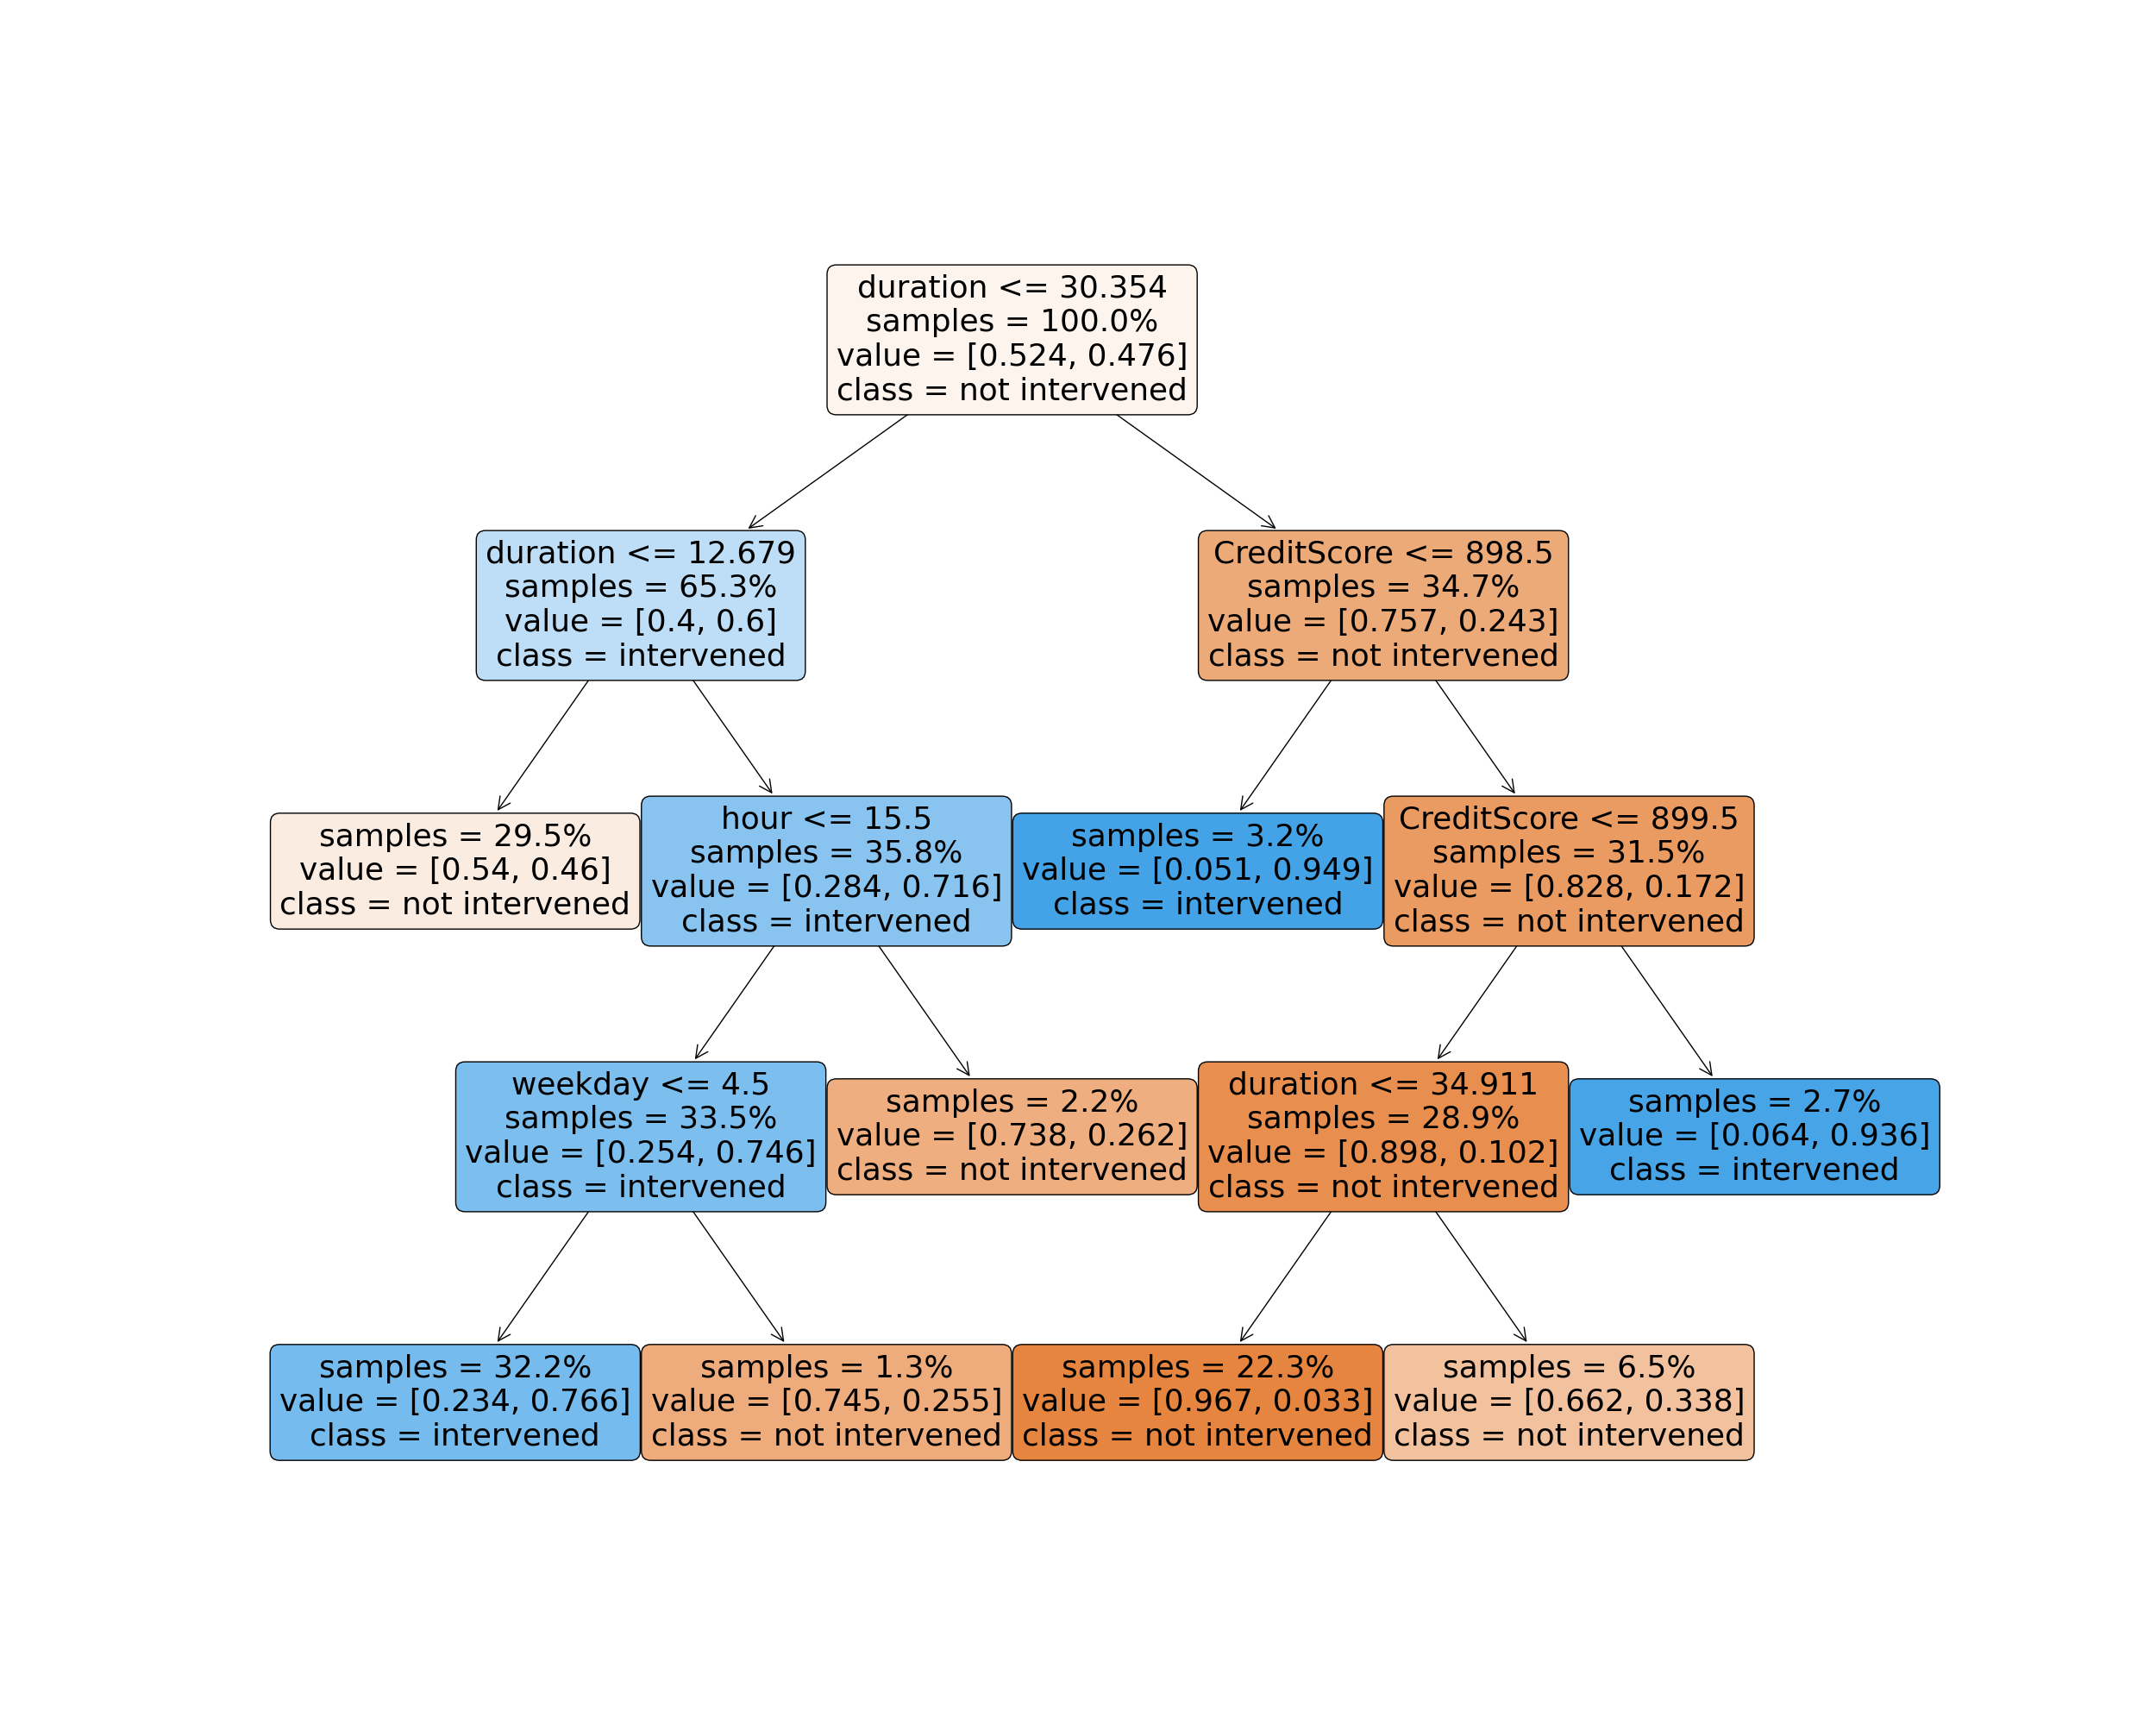 duration <= 30.354
samples = 100.0%
value = [0.524, 0.476]
class = not intervened
duration <= 12.679
samples = 65.3%
value = [0.4, 0.6]
class = intervened
CreditScore <= 898.5
samples = 34.7%
value = [0.757, 0.243]
class = not intervened
samples = 29.5%
value = [0.54, 0.46]
class = not intervened
hour <= 15.5
samples = 35.8%
value = [0.284, 0.716]
class = intervened
samples = 3.2%
value = [0.051, 0.949]
class = intervened
CreditScore <= 899.5
samples = 31.5%
value = [0.828, 0.172]
class = not intervened
weekday <= 4.5
samples = 33.5%
value = [0.254, 0.746]
class = intervened
samples = 2.2%
value = [0.738, 0.262]
class = not intervened
duration <= 34.911
samples = 28.9%
value = [0.898, 0.102]
class = not intervened
samples = 2.7%
value = [0.064, 0.936]
class = intervened
samples = 32.2%
value = [0.234, 0.766]
class = intervened
samples = 1.3%
value = [0.745, 0.255]
class = not intervened
samples = 22.3%
value = [0.967, 0.033]
class = not intervened
samples = 6.5%
value = [0.662, 0.338]
class = not intervened